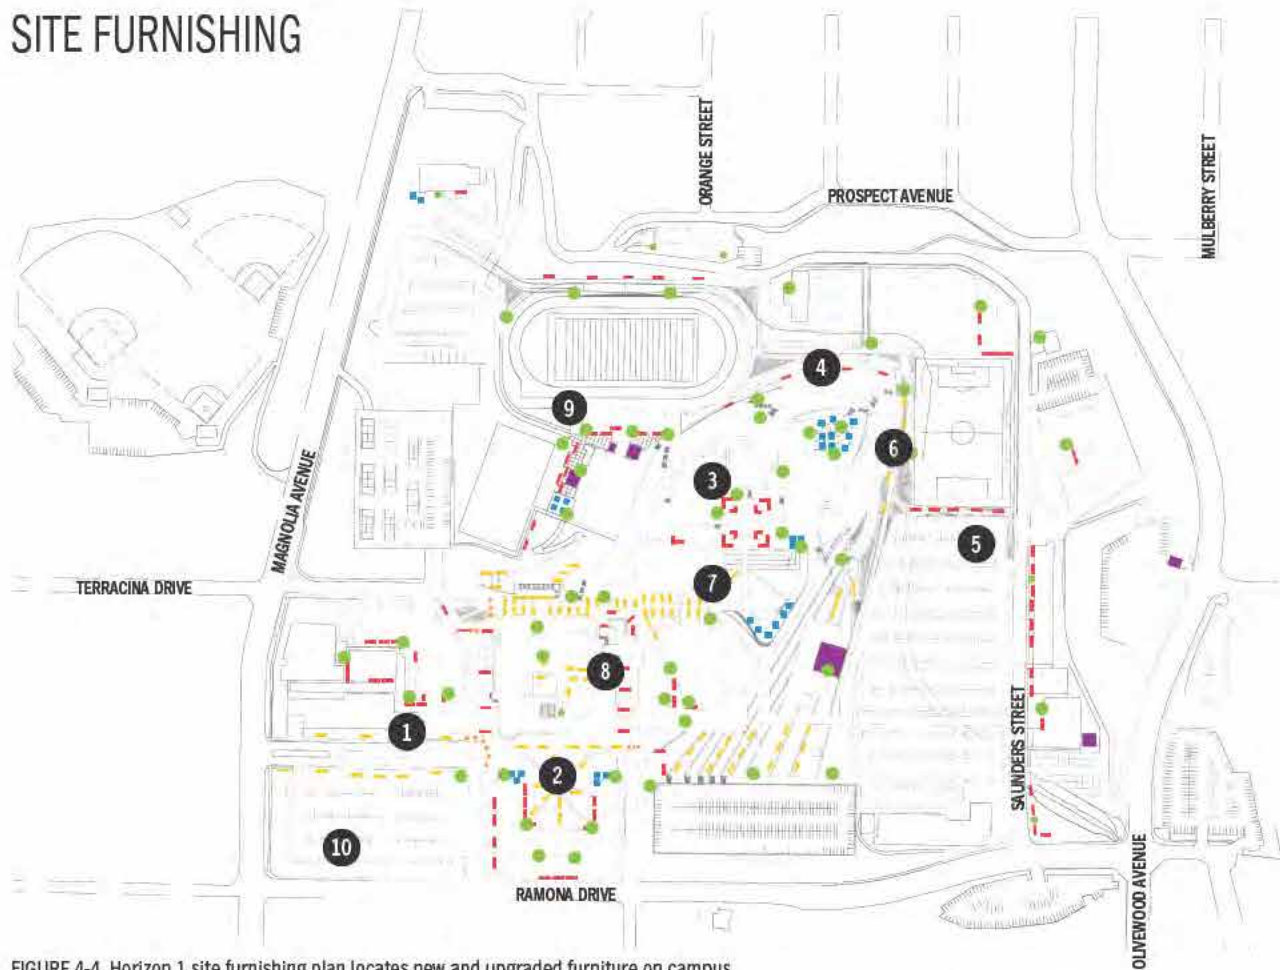 SITE FURNISHING
ORANGE STREET
PROSPECT AVENUE
MULBERRY STREET
4
9
6
3
MAGNOLIA AVENUE
5
TERRACINA DRIVE
7
8
1
SAUNDERS STREET
2
10
RAMONA DRIVE
OLIVEWOOD AVENUE
FIGURE 4-4 Horizon 1 site furnishing plan locates new and upgraded furniture on campus